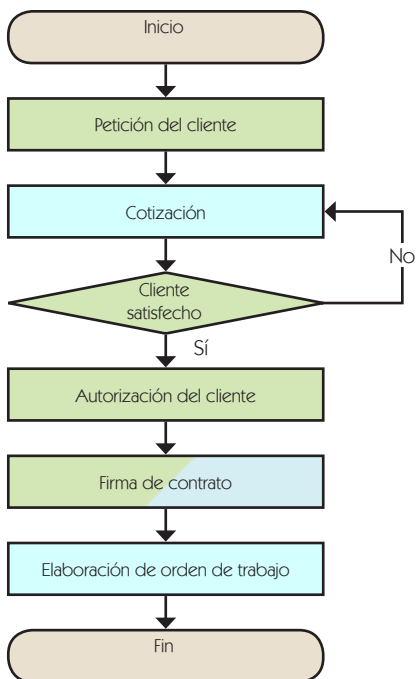 Inicio
Petición del cliente
Cotización
No
Cliente
satisfecho
Sí
Autorización del cliente
Firma de contrato
Elaboración de orden de trabajo
Fin